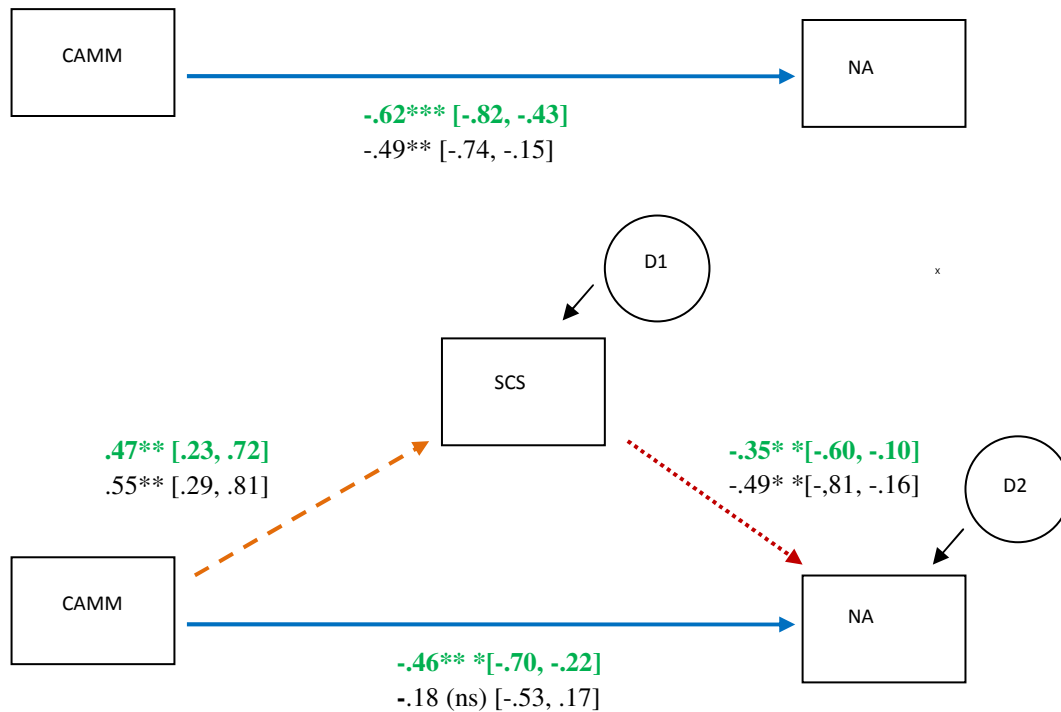 CAMM
NA
-.62*** [-.82, -.43]
-.49** [-.74, -.15]
D1
x
SCS
.47** [.23, .72]
.55** [.29, .81]
-.35* *[-.60, -.10]
-.49* *[-,81, -.16]
D2
CAMM
NA
-.46** *[-.70, -.22]
-.18 (ns) [-.53, .17]